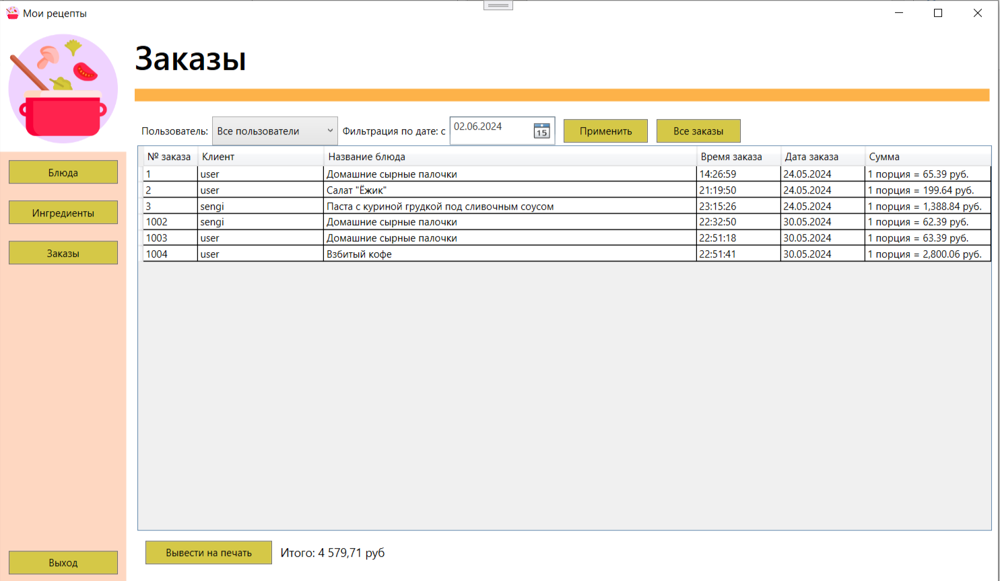 Мои рецепты
Заказы
Пользователь: Все пользователи Фильтрация по дате: с 02.06.2024 15 Применить Все заказы
№ заказа Клиент Название блюда Время заказа Дата заказа Сумма
1 user Домашние сырные палочки 14:26:59 24.05.2024 1 порция = 65.39 руб.
2 user Салат "Ёжик" 21:19:50 24.05.2024 1 порция = 199.64 руб.
3 sengi Паста с куриной грудкой под сливочным соусом 23:15:26 24.05.2024 1 порция = 1,388.84 руб.
1002 sengi Домашние сырные палочки 22:32:50 30.05.2024 1 порция = 62.39 руб.
1003 user Домашние сырные палочки 22:51:18 30.05.2024 1 порция = 63.39 руб.
1004 user Взбитый кофе 22:51:41 30.05.2024 1 порция = 2,800.06 руб.
Блюда
Ингредиенты
Заказы
Выход
Вывести на печать Итого: 4 579,71 руб